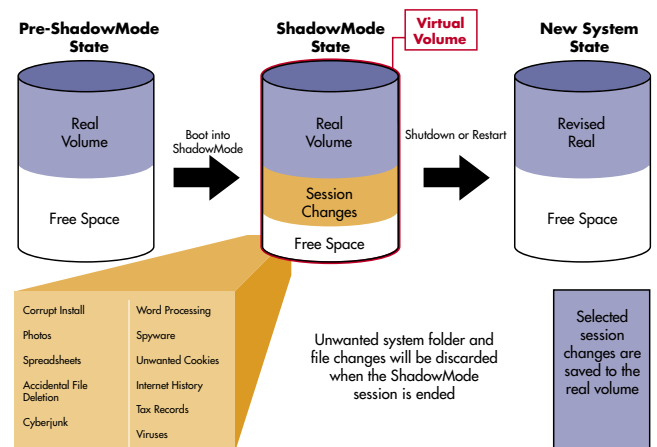 Pre-ShadowMode
State
ShadowMode
State
Virtual
Volume
New System
State
Real
Volume
Free Space
Boot into
ShadowMode
Real
Volume
Session
Changes
Free Space
Shutdown or Restart
Revised
Real
Free Space
Corrupt Install
Photos
Spreadsheets
Accidental File
Deletion
Cyberjunk
Word Processing
Spyware
Unwanted Cookies
Internet History
Tax Records
Viruses
Unwanted system folder and
file changes will be discarded
when the ShadowMode
session is ended
Selected
session
changes are
saved to the
real volume